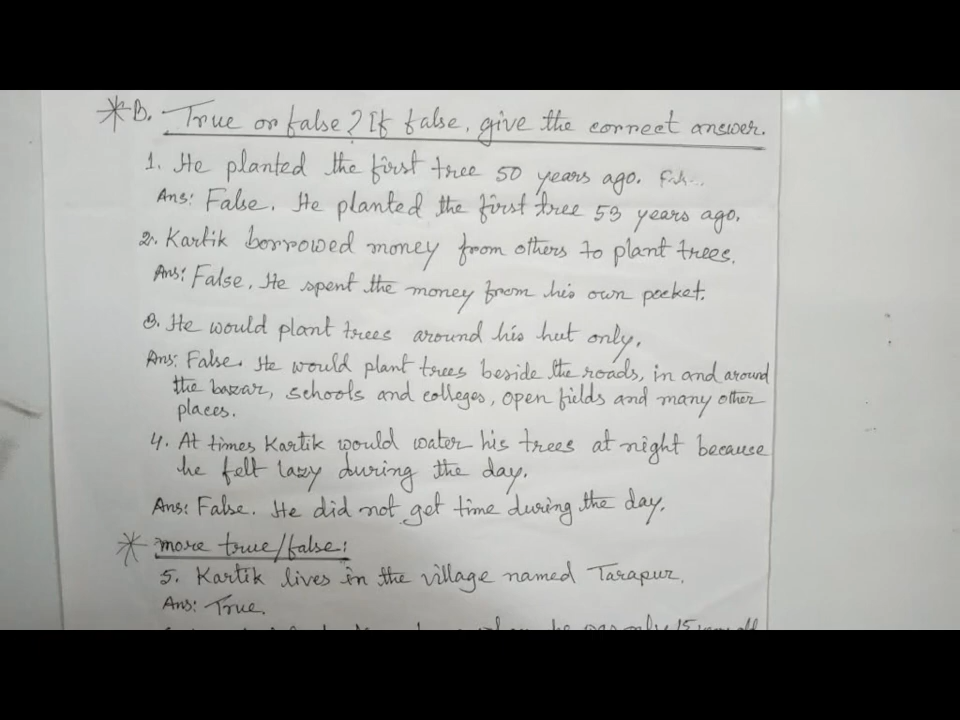 *B. True or false? If false, give the correct answer.
1. He planted the first tree 50 years ago.
Ans: False. He planted the first tree 53 years ago.
2. Kartik borrowed money from others to plant trees.
Ans: False. He spent the money from his own pocket.
3. He would plant trees around his hut only.
Ans: False. He would plant trees beside the roads, in and around
the bazar, schools and colleges, open fields and many other
places.
4. At times Kartik would water his trees at night because
he felt lazy during the day.
Ans: False. He did not get time during the day.
* more true/false:
5. Kartik lives in the village named Tarapur.
Ans: True.
he was only 15